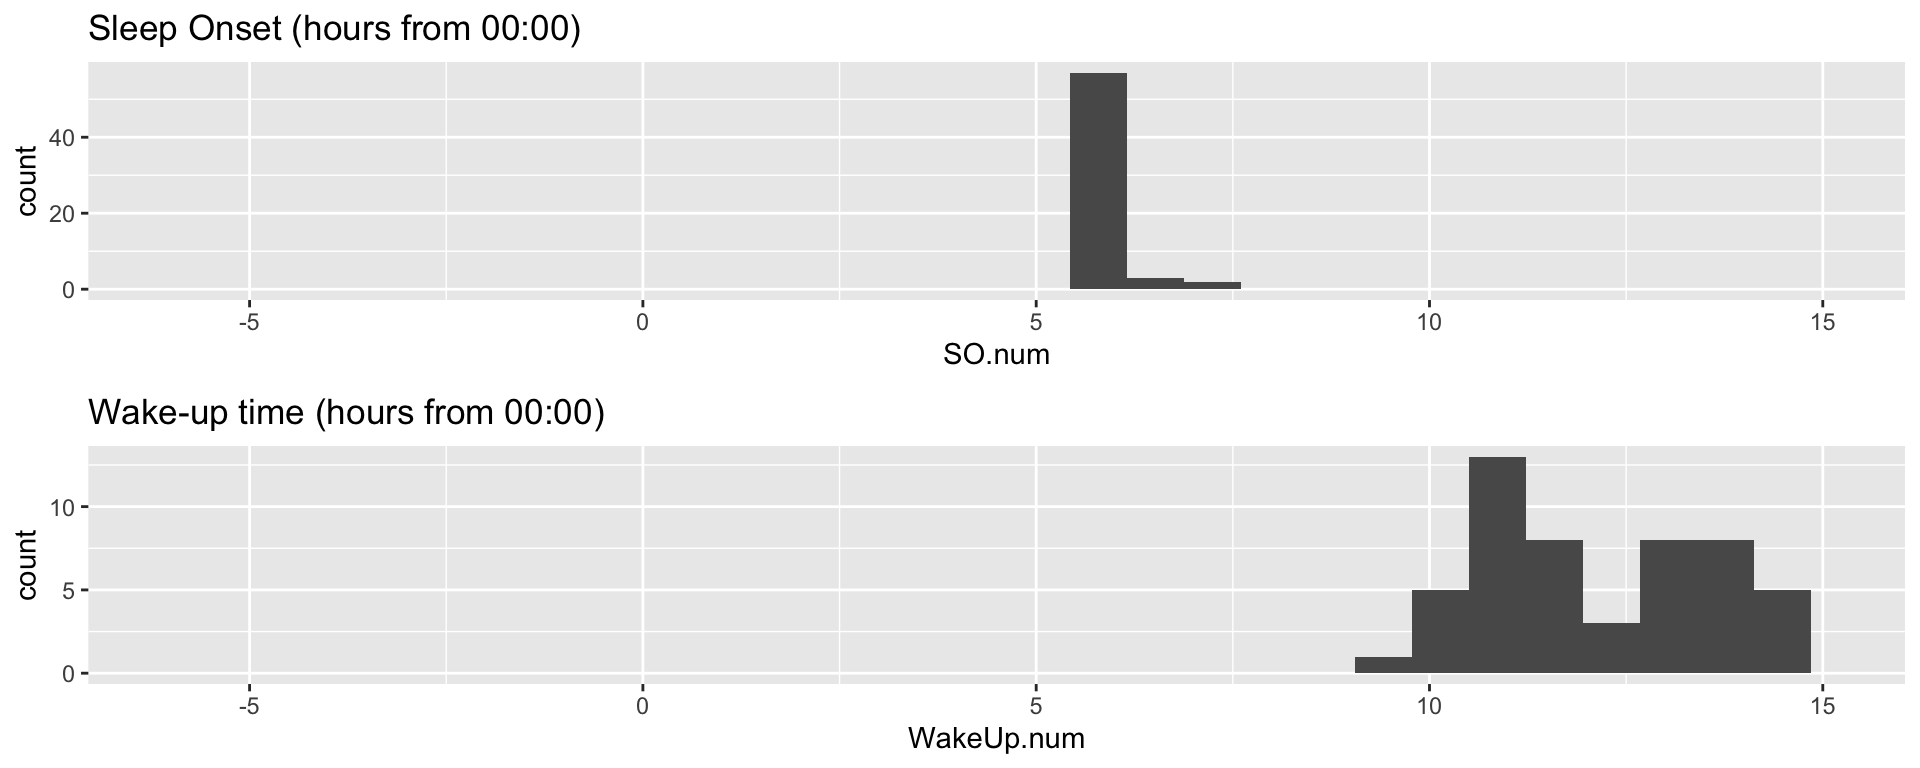 Sleep Onset (hours from 00:00)
count
40
20
0
-5 0 5 10 15
SO.num
Wake-up time (hours from 00:00)
count
10
5
0
-5 0 5 10 15
WakeUp.num